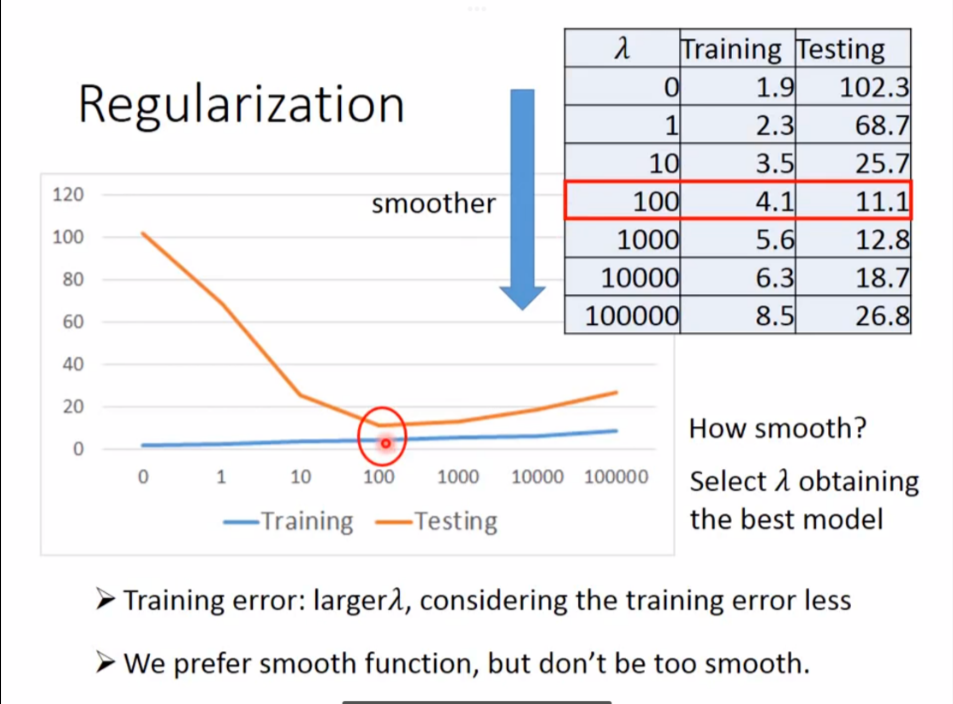 Regularization
smoother
λ Training Testing
0 1.9 102.3
1 2.3 68.7
10 3.5 25.7
100 4.1 11.1
1000 5.6 12.8
10000 6.3 18.7
100000 8.5 26.8
120
100
80
60
40
20
0
0 1 10 100 1000 10000 100000
Training Testing
How smooth?
Select λ obtaining
the best model
➤ Training error: largerλ, considering the training error less
➤ We prefer smooth function, but don’t be too smooth.